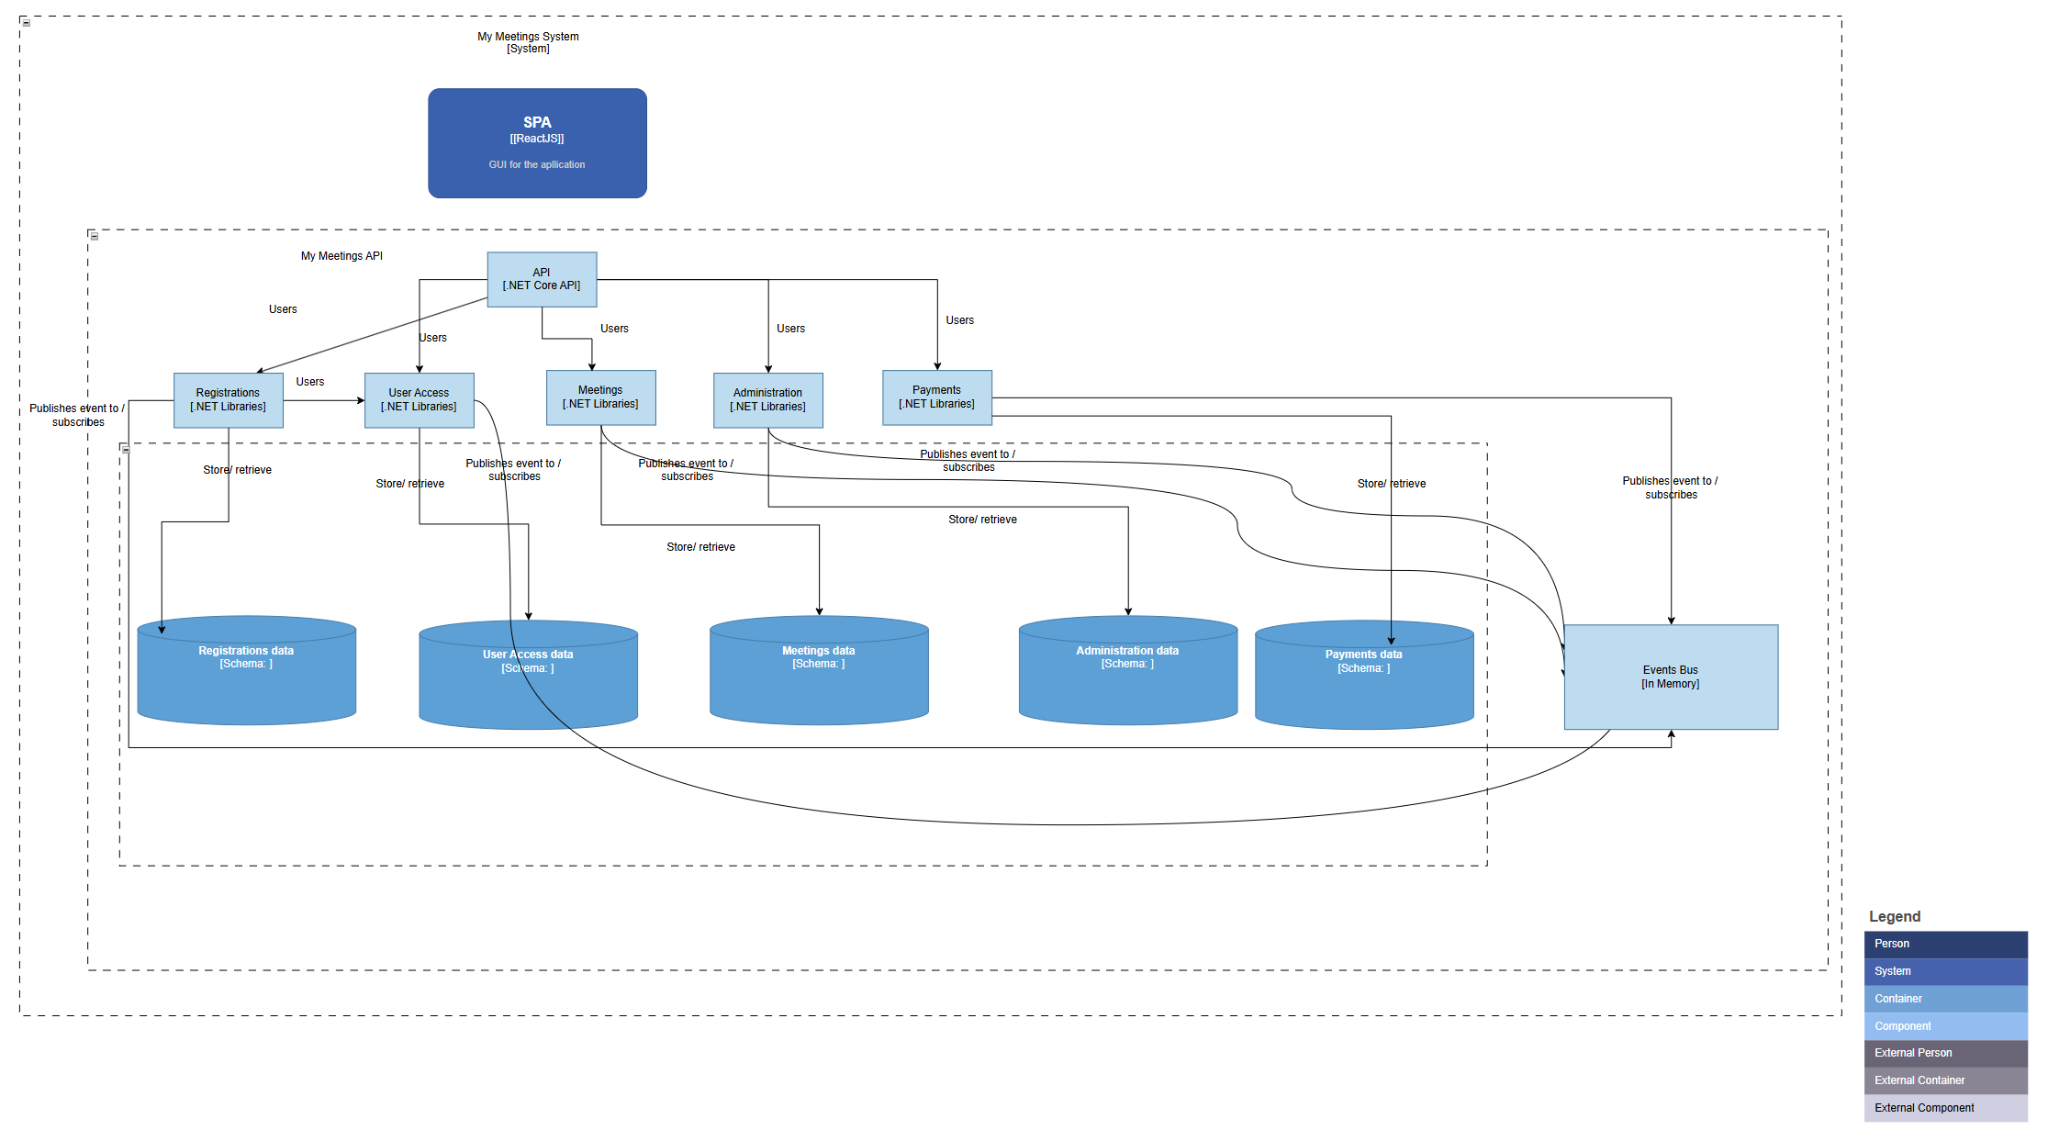 My Meetings System
[System]
SPA
[[ReactJS]]
GUI for the apllication
My Meetings API
API
[.NET Core API]
Users
Users
Users
Users
Users
Users
Registrations
[.NET Libraries]
User Access
[.NET Libraries]
Meetings
[.NET Libraries]
Administration
[.NET Libraries]
Payments
[.NET Libraries]
Publishes event to /
subscribes
Store/ retrieve
Store/ retrieve
Publishes event to /
subscribes
Publishes event to /
subscribes
Publishes event to /
subscribes
Store/ retrieve
Publishes event to /
subscribes
Store/ retrieve
Store/ retrieve
Registrations data
[Schema: ]
User Access data
[Schema: ]
Meetings data
[Schema: ]
Administration data
[Schema: ]
Payments data
[Schema: ]
Events Bus
[In Memory]
Legend
Person
System
Container
Component
External Person
External Container
External Component